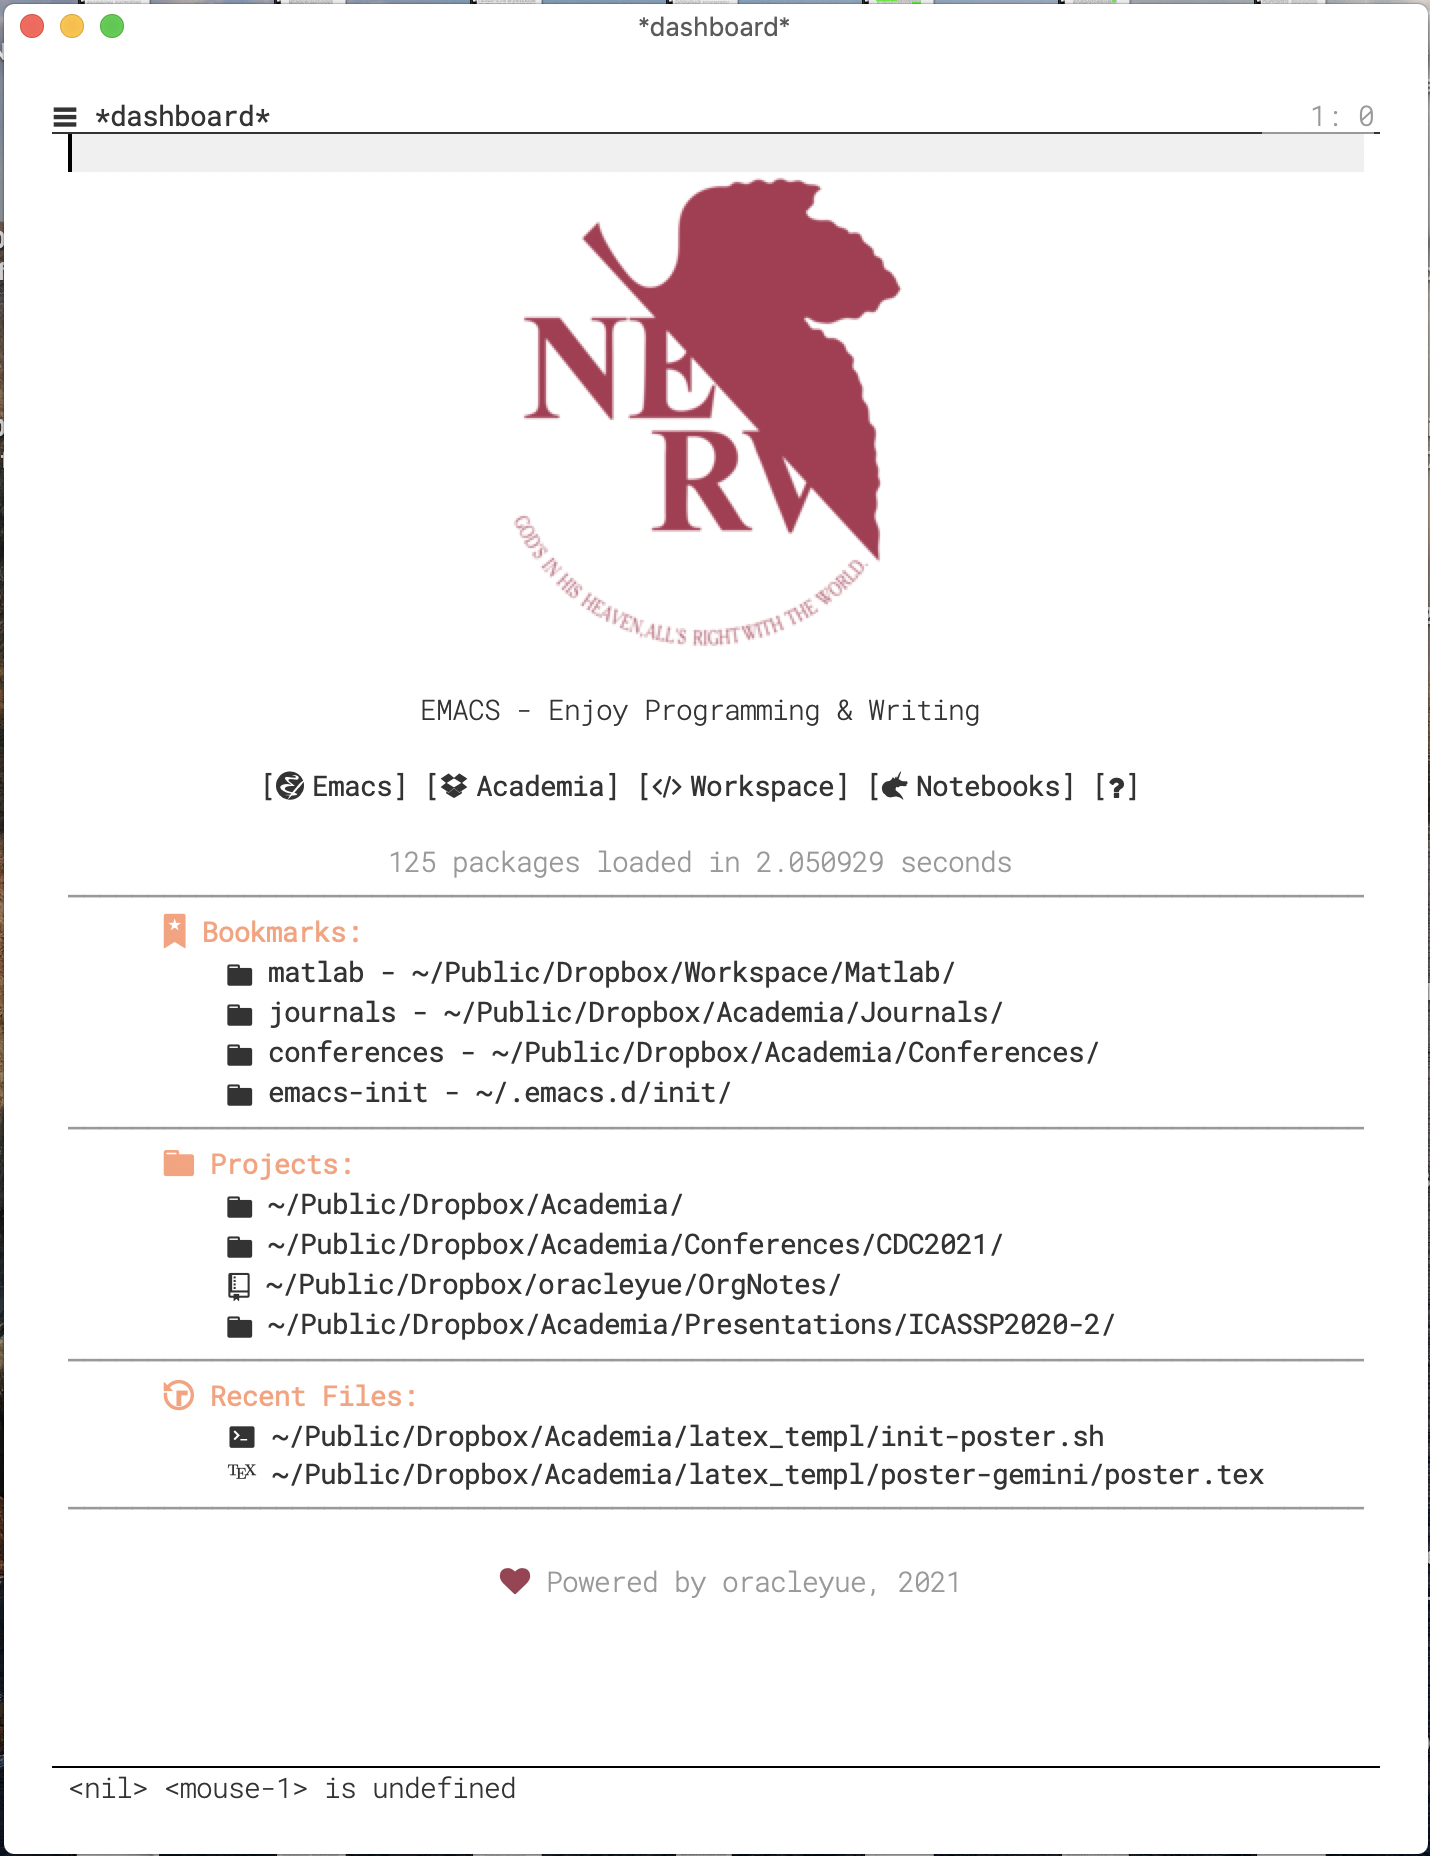 *dashboard*
*dashboard* 1: 0
NE
RV
GOD'S IN HIS HEAVEN, ALL'S RIGHT WITH THE WORLD.
EMACS - Enjoy Programming & Writing
[Emacs] [Academia] [</> Workspace] [Notebooks] [?]
125 packages loaded in 2.050929 seconds
Bookmarks:
matlab - ~/Public/Dropbox/Workspace/Matlab/
journals - ~/Public/Dropbox/Academia/Journals/
conferences - ~/Public/Dropbox/Academia/Conferences/
emacs-init - ~/.emacs.d/init/
Projects:
~/Public/Dropbox/Academia/
~/Public/Dropbox/Academia/Conferences/CDC2021/
~/Public/Dropbox/oracleyue/OrgNotes/
~/Public/Dropbox/Academia/Presentations/ICASSP2020-2/
Recent Files:
~/Public/Dropbox/Academia/latex_templ/init-poster.sh
TEX ~/Public/Dropbox/Academia/latex_templ/poster-gemini/poster.tex
Powered by oracleyue, 2021
<nil> <mouse-1> is undefined